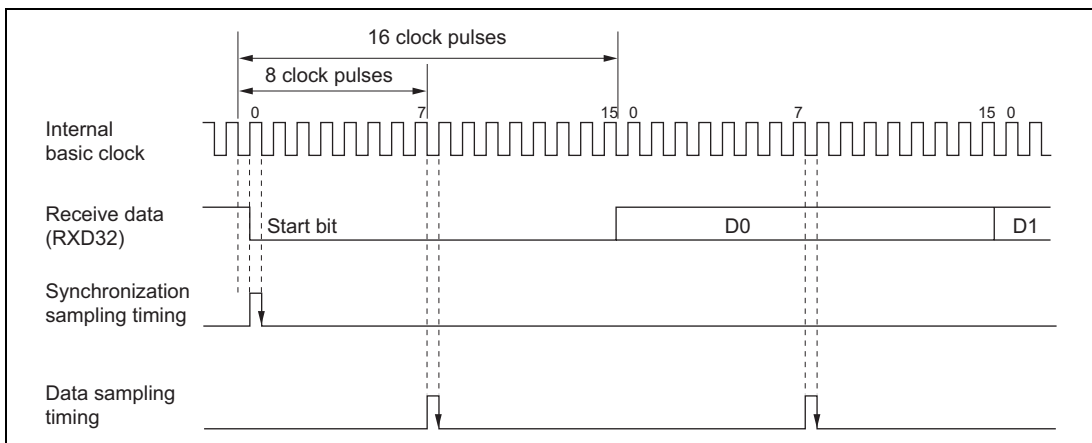 16 clock pulses
8 clock pulses
0 7 15 0 7 15 0
Internal
basic clock
Receive data
(RXD32)
Start bit D0 D1
Synchronization
sampling timing
Data sampling
timing